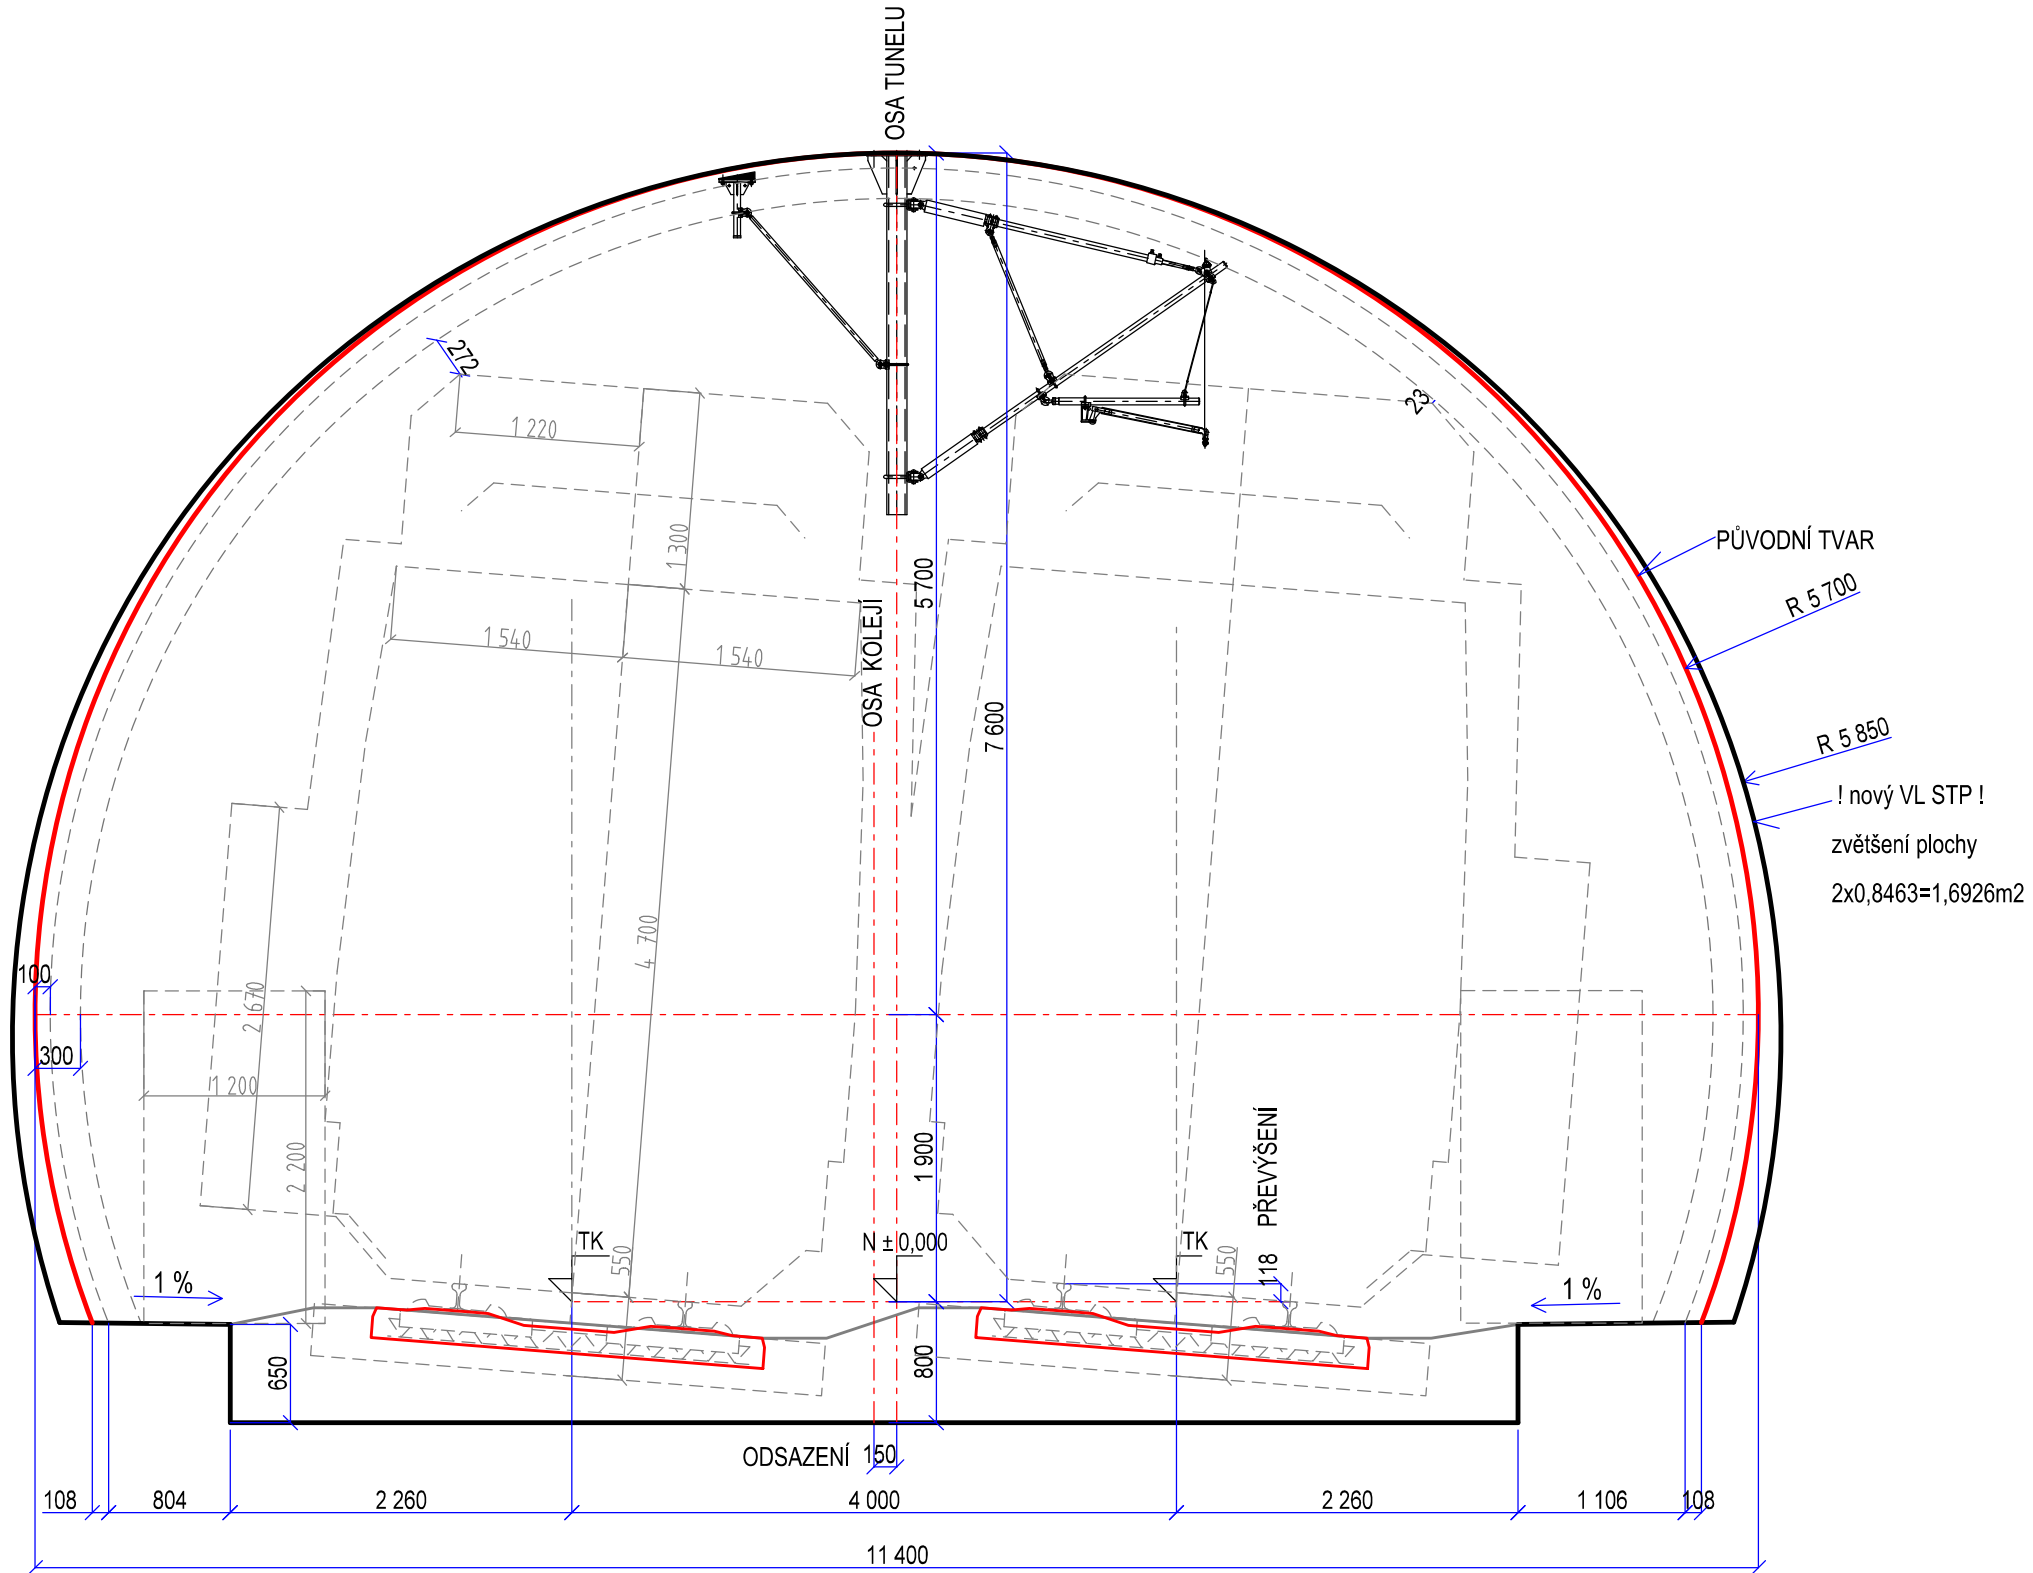 OSA TUNELU
272
1 220
23
1 300
PŮVODNÍ TVAR
5 700
R 5 700
OSA KOLEJÍ
1 540
1 540
7 600
R 5 850
! nový VL STP !
zvětšení plochy
2x0,8463=1,6926m2
4 700
100
2 670
300
1 200
2 200
1 900
118 PŘEVÝŠENÍ
TK
N ± 0,000
TK
550
550
1 %
1 %
650
800
ODSAZENÍ 150
108
804
2 260
4 000
2 260
1 106
108
11 400